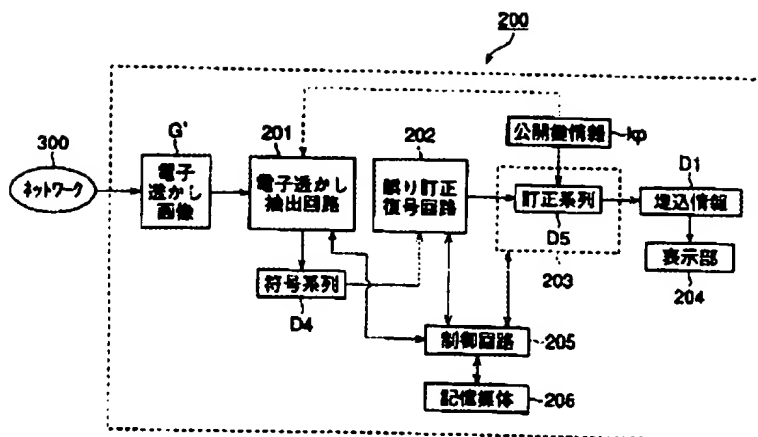 200
300
ネットワーク
G'
電子
透かし
画像
201
電子透かし
抽出回路
202
誤り訂正
復号回路
公開鍵情報
kp
訂正系列
D5
203
D1
埋込情報
表示部
204
符号系列
D4
制御回路
205
記憶媒体
206